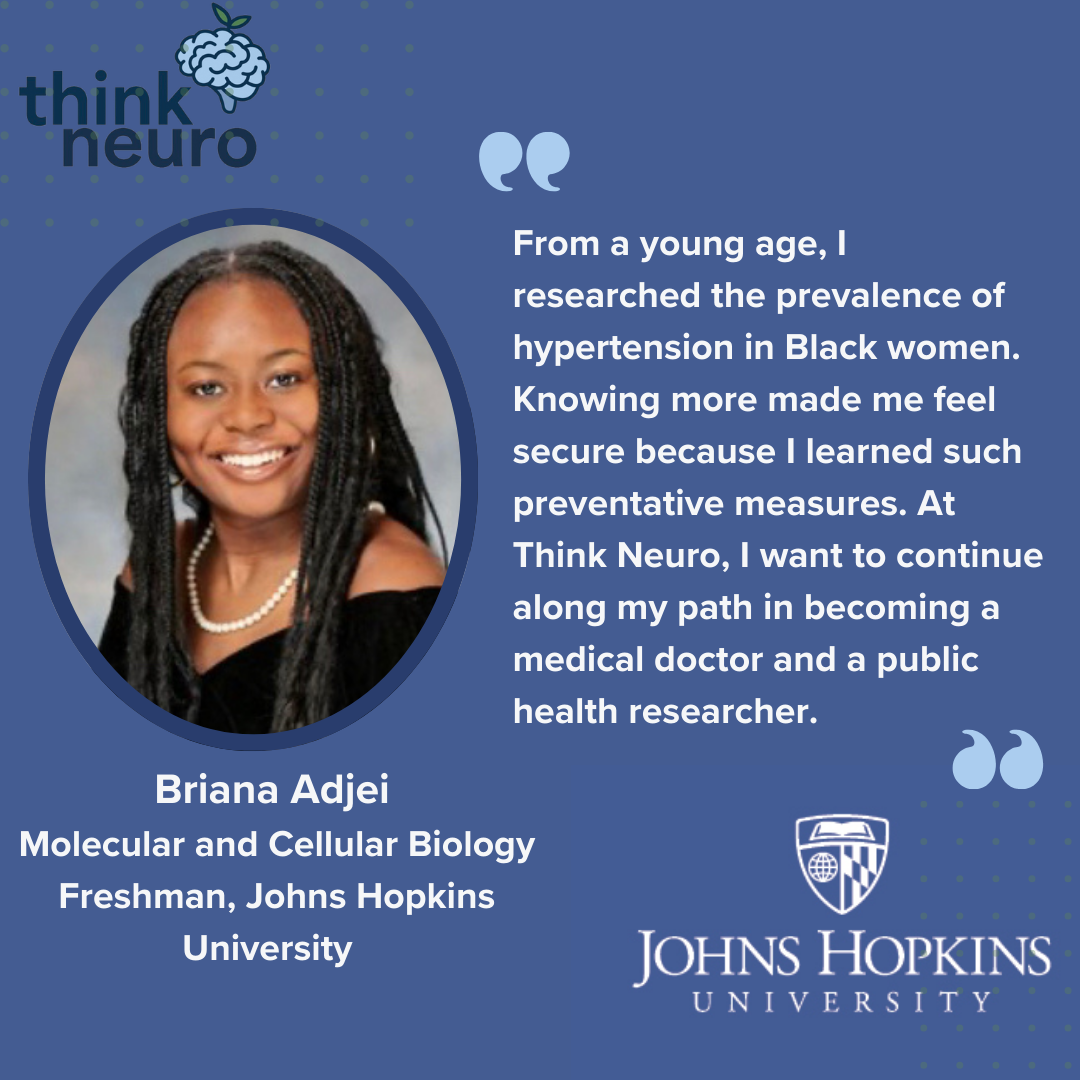 think
neuro
From a young age, I
researched the prevalence of
hypertension in Black women.
Knowing more made me feel
secure because I learned such
preventative measures. At
Think Neuro, I want to continue
along my path in becoming a
medical doctor and a public
health researcher.
Briana Adjei
Molecular and Cellular Biology
Freshman, Johns Hopkins
University
JOHNS HOPKINS
UNIVERSITY